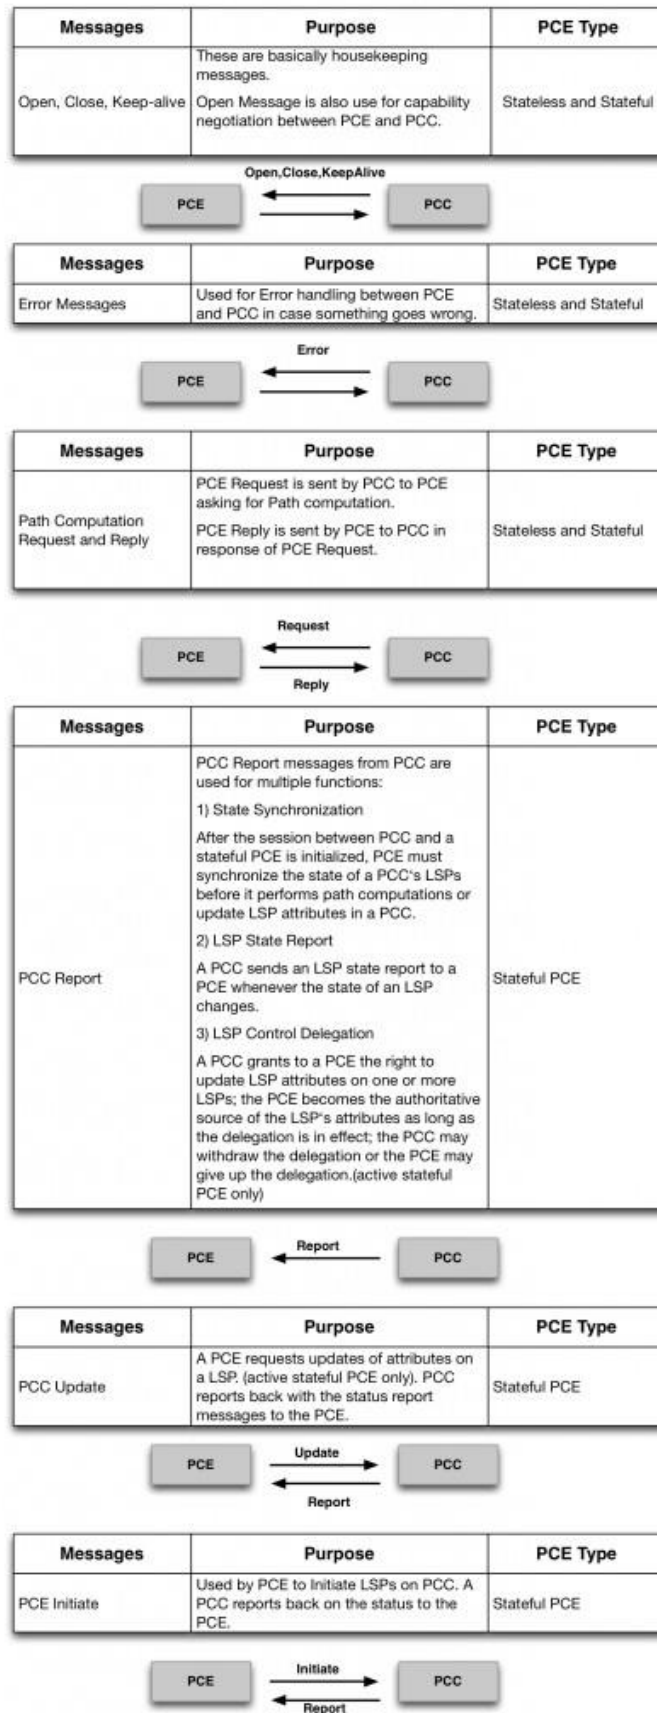 Messages Purpose PCE Type
These are basically housekeeping
messages.
Open, Close, Keep-alive Open Message is also use for capability Stateless and Stateful
negotiation between PCE and PCC.
Open,Close,KeepAlive
PCE PCC
Messages Purpose PCE Type
Error Messages Used for Error handling between PCE Stateless and Stateful
and PCC in case something goes wrong.
Error
PCE PCC
Messages Purpose PCE Type
PCE Request is sent by PCC to PCE
asking for Path computation.
Path Computation PCE Reply is sent by PCE to PCC in Stateless and Stateful
Request and Reply response of PCE Request.
Request
PCE PCC
Reply
Messages Purpose PCE Type
PCC Report messages from PCC are
used for multiple functions:
1) State Synchronization
After the session between PCC and a
stateful PCE is initialized, PCE must
synchronize the state of a PCC's LSPs
before it performs path computations or
update LSP attributes in a PCC.
2) LSP State Report
PCC Report A PCC sends an LSP state report to a Stateful PCE
PCE whenever the state of an LSP
changes.
3) LSP Control Delegation
A PCC grants to a PCE the right to
update LSP attributes on one or more
LSPs; the PCE becomes the authoritative
source of the LSP's attributes as long as
the delegation is in effect; the PCC may
withdraw the delegation or the PCE may
give up the delegation.(active stateful
PCE only)
Report
PCE PCC
Messages Purpose PCE Type
A PCE requests updates of attributes on
PCC Update a LSP. (active stateful PCE only). PCC Stateful PCE
reports back with the status report
messages to the PCE.
Update
PCE PCC
Report
Messages Purpose PCE Type
Used by PCE to Initiate LSPs on PCC. A
PCE Initiate PCC reports back on the status to the Stateful PCE
PCE.
Initiate
PCE PCC
Report